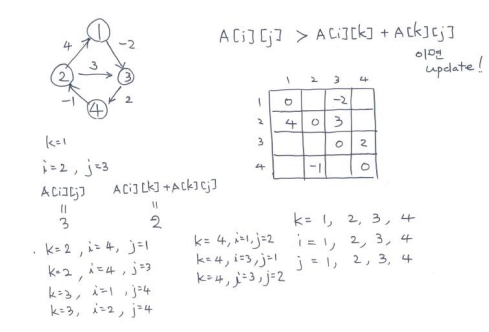 1
4
-2
2
3
3
-1
4
2
A[i][j] > A[i][k] + A[k][j]
이면
update!
1 2 3 4
1 0 -2
2 4 0 3
3 0 2
4 -1 0
k=1
i=2, j=3
A[i][j] A[i][k]+A[k][j]
= =
3 2
k=2, i=4, j=1
k=2, i=4, j=3
k=3, i=1, j=4
k=3, i=2, j=4
k=4, i=1, j=2
k=4, i=3, j=1
k=4, i=3, j=2
k= 1, 2, 3, 4
i= 1, 2, 3, 4
j= 1, 2, 3, 4